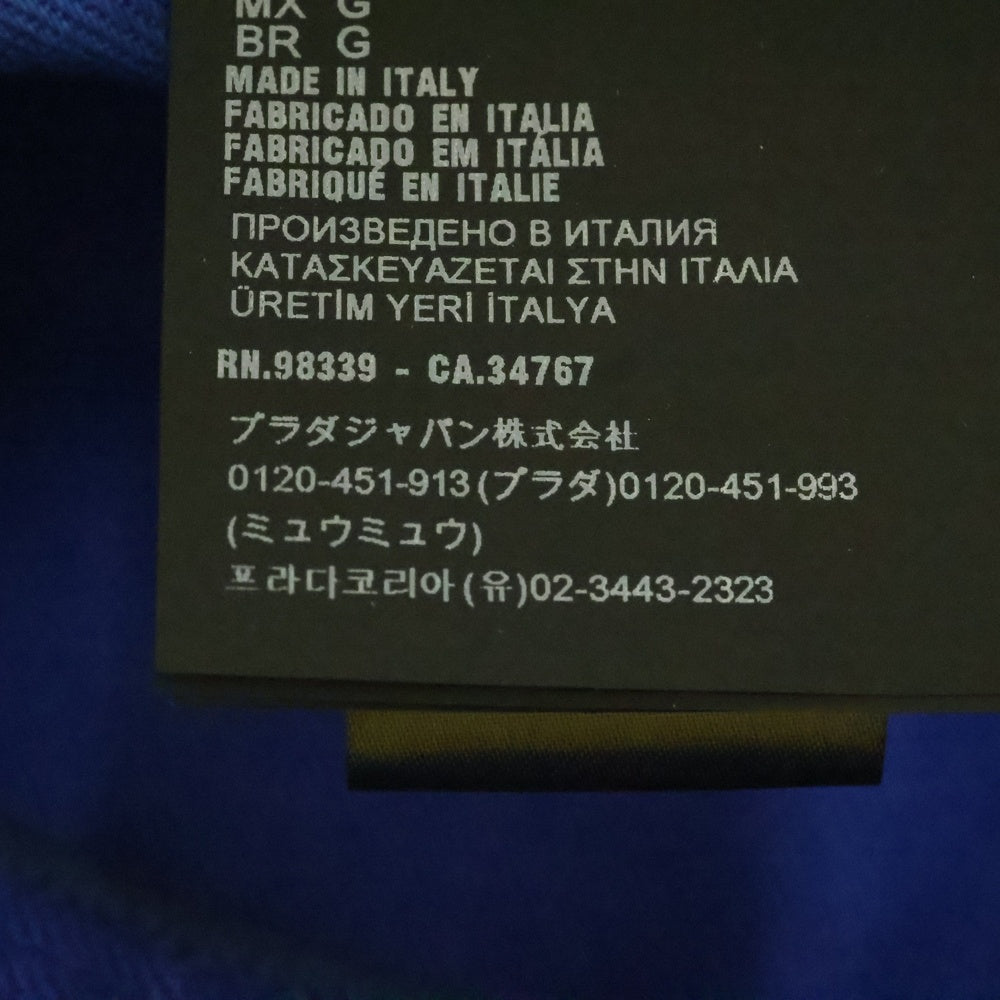 MX G
BR G
MADE IN ITALY
FABRICADO EN ITALIA
FABRICADO EM ITÁLIA
FABRIQUÉ EN ITALIE
ПРОИЗВЕДЕНО В ИТАЛИЯ
ΚΑΤΑΣΚΕΥΑΖΕΤΑΙ ΣΤΗΝ ΙΤΑΛΙΑ
ÜRETİM YERİ İTALYA
RN.98339 - CA.34767
プラダジャパン株式会社
0120-451-913(プラダ)0120-451-993
(ミュウミュウ)
프라다코리아(유)02-3443-2323